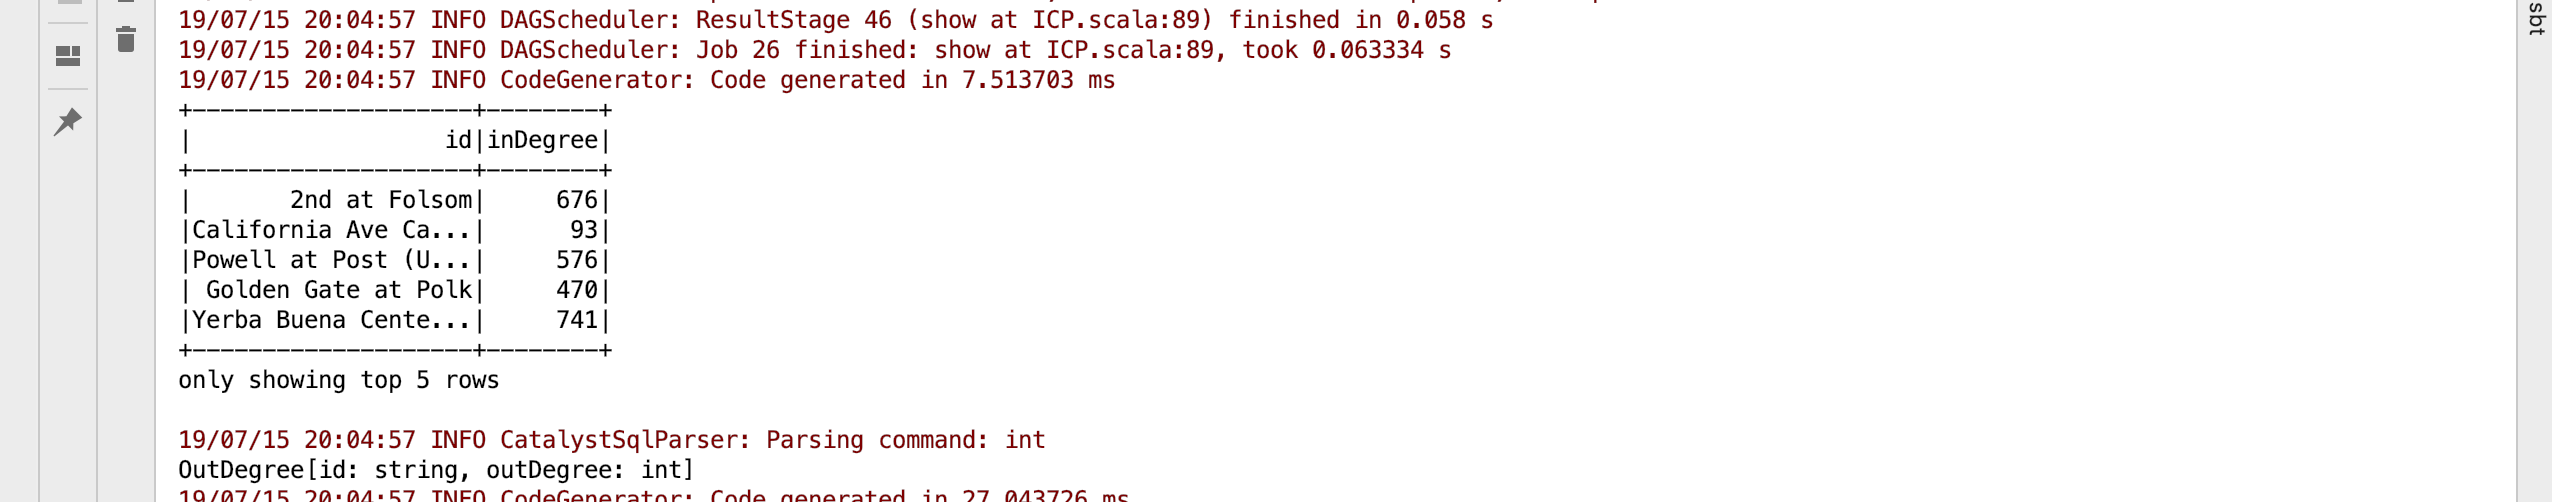 19/07/15 20:04:57 INFO DAGScheduler: ResultStage 46 (show at ICP.scala:89) finished in 0.058 s
19/07/15 20:04:57 INFO DAGScheduler: Job 26 finished: show at ICP.scala:89, took 0.063334 s
19/07/15 20:04:57 INFO CodeGenerator: Code generated in 7.513703 ms
+--------------------+--------+
|                  id|inDegree|
+--------------------+--------+
|       2nd at Folsom|     676|
|California Ave Ca...|      93|
|Powell at Post (U...|     576|
| Golden Gate at Polk|     470|
|Yerba Buena Cente...|     741|
+--------------------+--------+
only showing top 5 rows
19/07/15 20:04:57 INFO CatalystSqlParser: Parsing command: int
OutDegree[id: string, outDegree: int]
19/07/15 20:04:57 INFO CodeGenerator: Code generated in 27.043726 ms
sbt